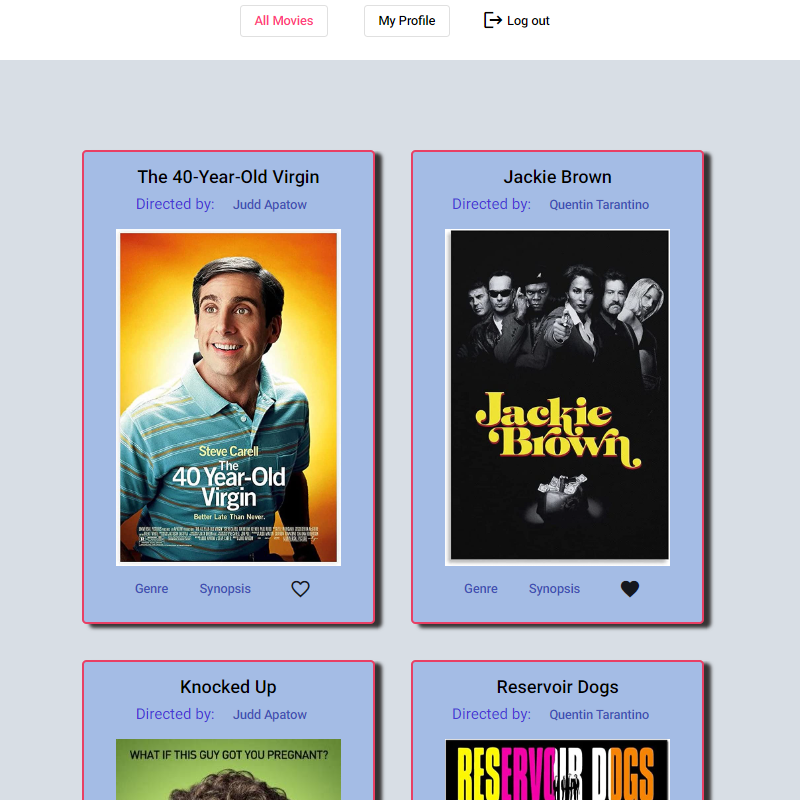 All Movies
My Profile
Log out
The 40-Year-Old Virgin
Directed by: Judd Apatow
Steve Carell
The
40 Year-Old
Virgin
Better Late Than Never.
Genre
Synopsis
Jackie Brown
Directed by: Quentin Tarantino
Jackie
Brown
Genre
Synopsis
Knocked Up
Directed by: Judd Apatow
WHAT IF THIS GUY GOT YOU PREGNANT?
Reservoir Dogs
Directed by: Quentin Tarantino
RESERVOIR DOGS